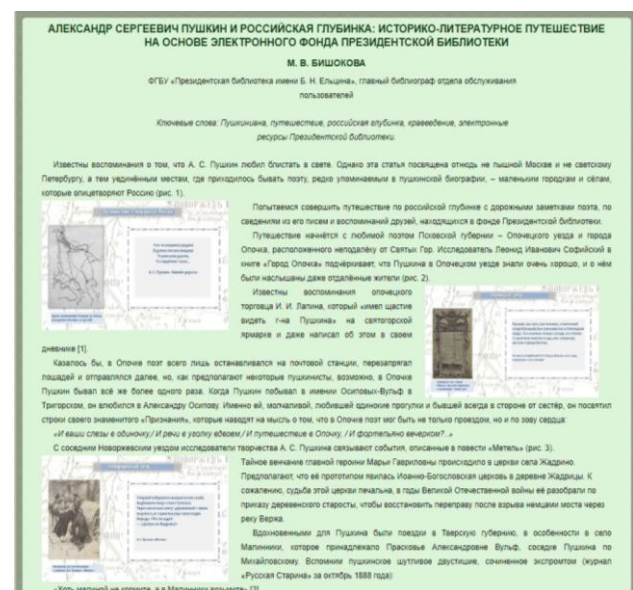 АЛЕКСАНДР СЕРГЕЕВИЧ ПУШКИН И РОССИЙСКАЯ ГЛУБИНКА: ИСТОРИКО-ЛИТЕРАТУРНОЕ ПУТЕШЕСТВИЕ
НА ОСНОВЕ ЭЛЕКТРОННОГО ФОНДА ПРЕЗИДЕНТСКОЙ БИБЛИОТЕКИ
М. В. БИШОКОВА
ФГБУ «Президентская библиотека имени Б. Н. Ельцина», главный библиограф отдела обслуживания
пользователей
Ключевые слова: Пушкиниана, путешествие, российская глубинка, краеведение, электронные
ресурсы Президентской библиотеки.
Известны воспоминания о том, что А. С. Пушкин любил блистать в свете. Однако эта статья посвящена отнюдь не пышной Москве и не светскому
Петербургу, а тем уединённым местам, где приходилось бывать поэту, редко упоминаемым в пушкинской биографии, – маленьким городкам и сёлам,
которые олицетворяют Россию (рис. 1).
Попытаемся совершить путешествие по российской глубинке с дорожными заметками поэта, по
сведениям из его писем и воспоминаний друзей, находящихся в фонде Президентской библиотеки.
Путешествие начнётся с любимой поэтом Псковской губернии – Опочецкого уезда и города
Опочка, расположенного неподалёку от Святых Гор. Исследователь Леонид Иванович Софийский в
книге «Город Опочка» подчёркивает, что Пушкина в Опочецком уезде знали очень хорошо, и о нём
были наслышаны даже отдалённые жители (рис. 2).
Известны воспоминания опочецкого
торговца И. И. Лапина, который «имел щастие
видеть г-на Пушкина» на святогорской
ярмарке и даже написал об этом в своем
дневнике [1].
Казалось бы, в Опочке поэт всего лишь останавливался на почтовой станции, перезапрягал
лошадей и отправлялся далее, но, как предполагают некоторые пушкинисты, возможно, в Опочке
Пушкин бывал всё же более одного раза. Когда Пушкин побывал в имении Осиповых-Вульф в
Тригорском, он влюбился в Александру Осипову. Именно ей, молчаливой, любившей одинокие прогулки и бывшей всегда в стороне от сестёр, он посвятил
строки своего знаменитого «Признания», которые наводят на мысль о том, что в Опочке поэт мог быть не только проездом, но и по зову сердца:
«И ваши слезы в одиночку,/ И речи в уголку вдвоем,/ И путешествие в Опочку, / И фортепьяно вечерком?..»
С соседним Новоржевским уездом исследователи творчества А. С. Пушкина связывают события, описанные в повести «Метель» (рис. 3).
Тайное венчание главной героини Марьи Гавриловны происходило в церкви села Жадрино.
Предполагают, что её прототипом явилась Иоанно-Богословская церковь в деревне Жадрицы. К
сожалению, судьба этой церкви печальна, в годы Великой Отечественной войны её разобрали по
приказу деревенского старосты, чтобы восстановить переправу после взрыва немцами моста через
реку Вержа.
Вдохновенными для Пушкина были поездки в Тверскую губернию, в особенности в село
Малинники, которое принадлежало Прасковье Александровне Вульф, соседке Пушкина по
Михайловскому. Вспомним пушкинское шутливое двустишие, сочиненное экспромтом (журнал
«Русская Старина» за октябрь 1888 года):
«Хоть малиной не корми, а в Малинники возьмите» [2].